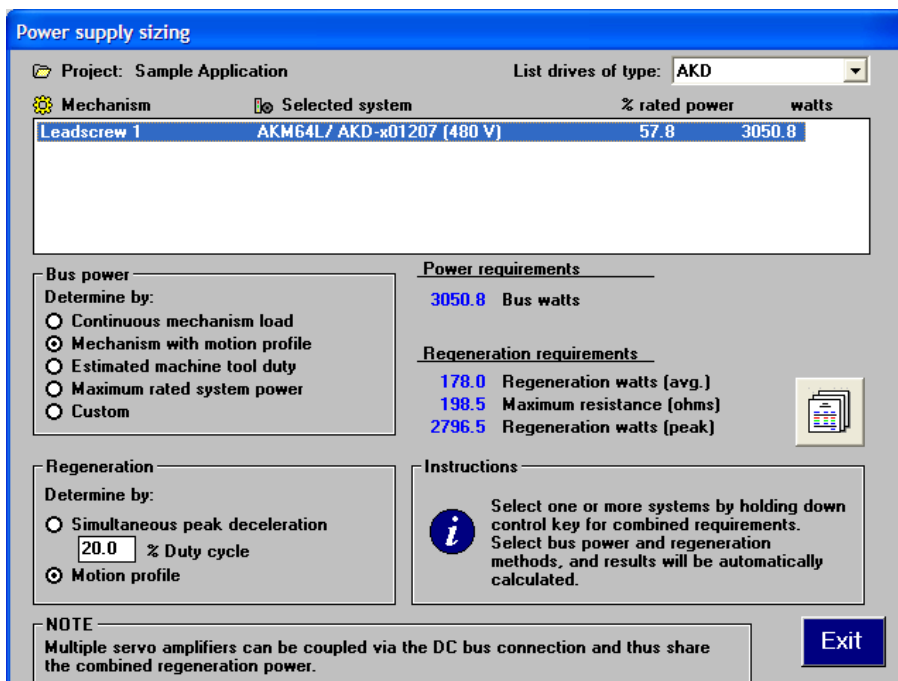 Power supply sizing
Project: Sample Application
List drives of type: AKD
Mechanism Selected system % rated power watts
Leadscrew 1 AKM64L/ AKD-x01207 (480 V) 57.8 3050.8
Bus power
Determine by:
Continuous mechanism load
Mechanism with motion profile
Estimated machine tool duty
Maximum rated system power
Custom
Power requirements
3050.8 Bus watts
Regeneration requirements
178.0 Regeneration watts (avg.)
198.5 Maximum resistance (ohms)
2796.5 Regeneration watts (peak)
Regeneration
Determine by:
Simultaneous peak deceleration
20.0 % Duty cycle
Motion profile
Instructions
Select one or more systems by holding down
control key for combined requirements.
Select bus power and regeneration
methods, and results will be automatically
calculated.
NOTE
Multiple servo amplifiers can be coupled via the DC bus connection and thus share
the combined regeneration power.
Exit